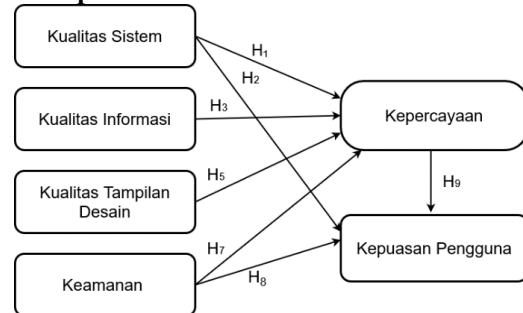 Kualitas Sistem
H₁
H₂
Kualitas Informasi
H₃
Kepercayaan
Kualitas Tampilan
Desain
H₅
H₉
Keamanan
H₇
H₈
Kepuasan Pengguna